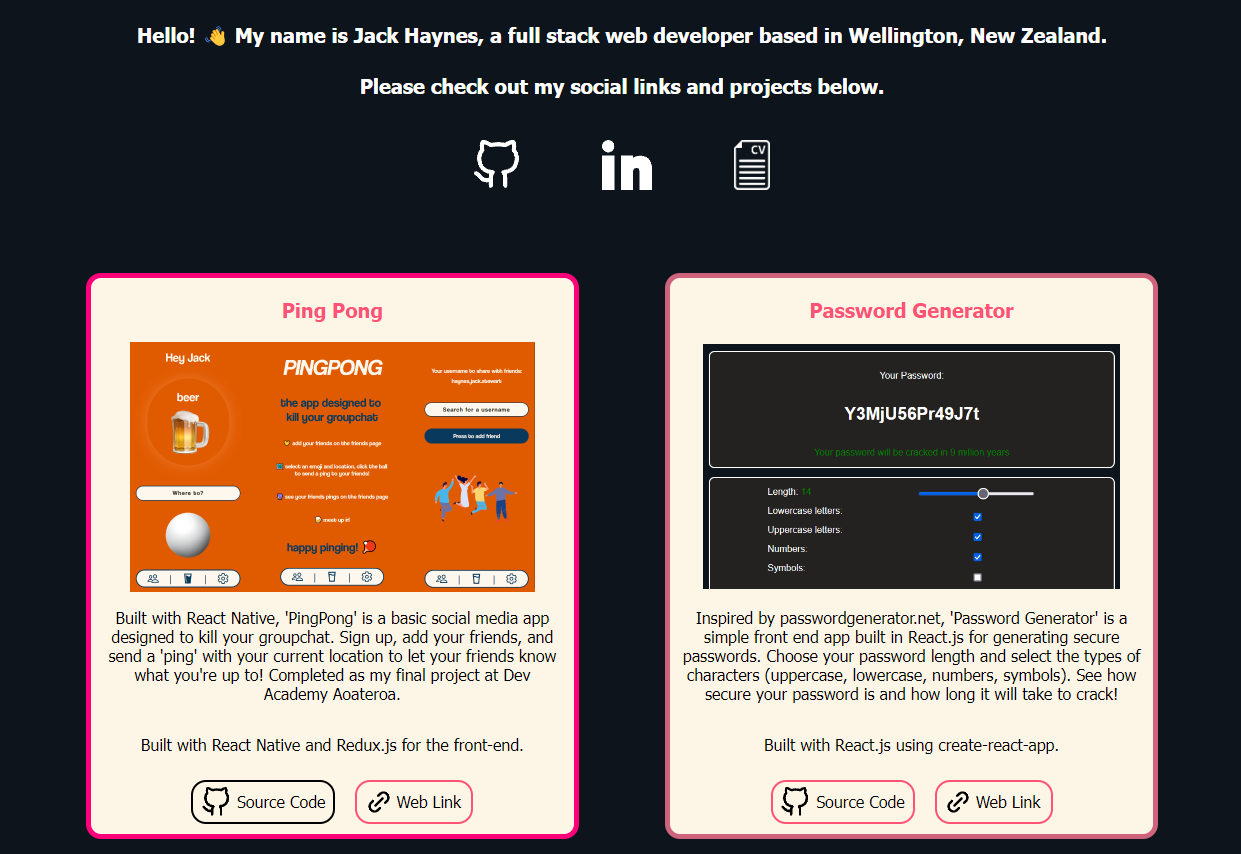 Hello! 👋 My name is Jack Haynes, a full stack web developer based in Wellington, New Zealand.
Please check out my social links and projects below.
CV
Ping Pong
Hey Jack
beer
Where bo?
PINGPONG
the app designed to
kill your groupchat
add your friends on the friends page
select an emoji and location, click the ball
to send a ping to your friends!
see your friends pings on the friends page
meet up irl
happy pinging!
Your username to share with friends:
haynes.jack.stewart
Search for a username
Press to add friend
Built with React Native, 'PingPong' is a basic social media app
designed to kill your groupchat. Sign up, add your friends, and
send a 'ping' with your current location to let your friends know
what you're up to! Completed as my final project at Dev
Academy Aoateroa.
Built with React Native and Redux.js for the front-end.
Source Code
Web Link
Password Generator
Your Password:
Y3MjU56Pr49J7t
Your password will be cracked in 9 million years
Length: 14
Lowercase letters:
Uppercase letters:
Numbers:
Symbols:
Inspired by passwordgenerator.net, 'Password Generator' is a
simple front end app built in React.js for generating secure
passwords. Choose your password length and select the types of
characters (uppercase, lowercase, numbers, symbols). See how
secure your password is and how long it will take to crack!
Built with React.js using create-react-app.
Source Code
Web Link